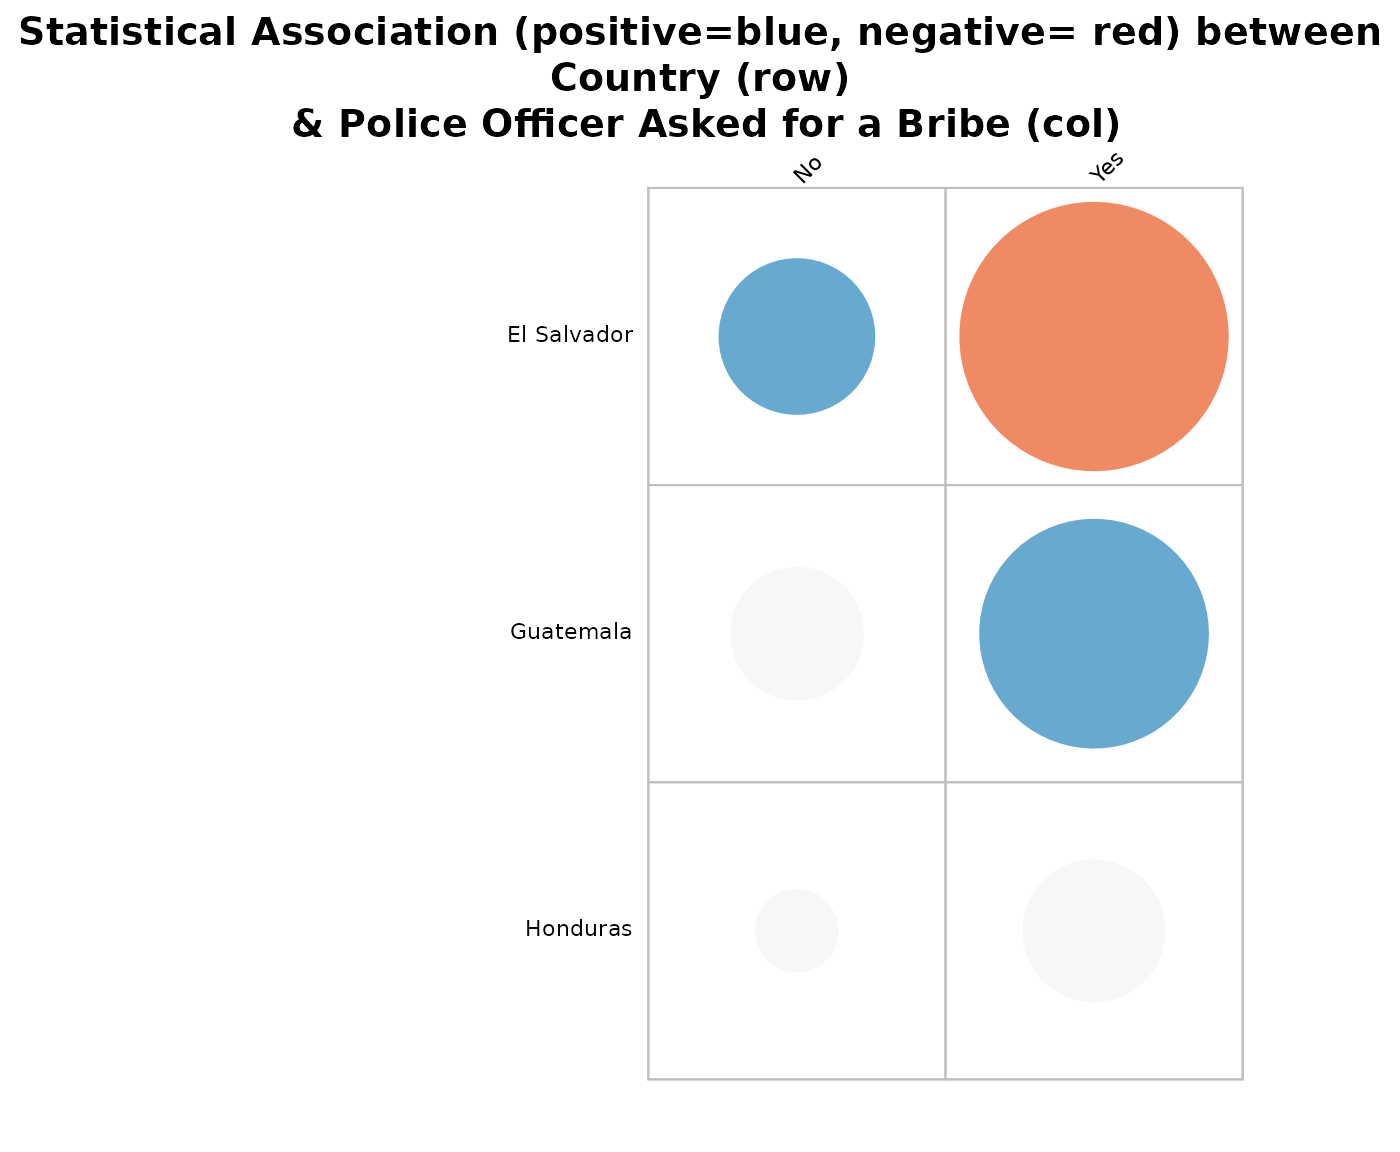 Statistical Association (positive=blue, negative= red) between
Country (row)
& Police Officer Asked for a Bribe (col)
No
Yes
El Salvador
Guatemala
Honduras